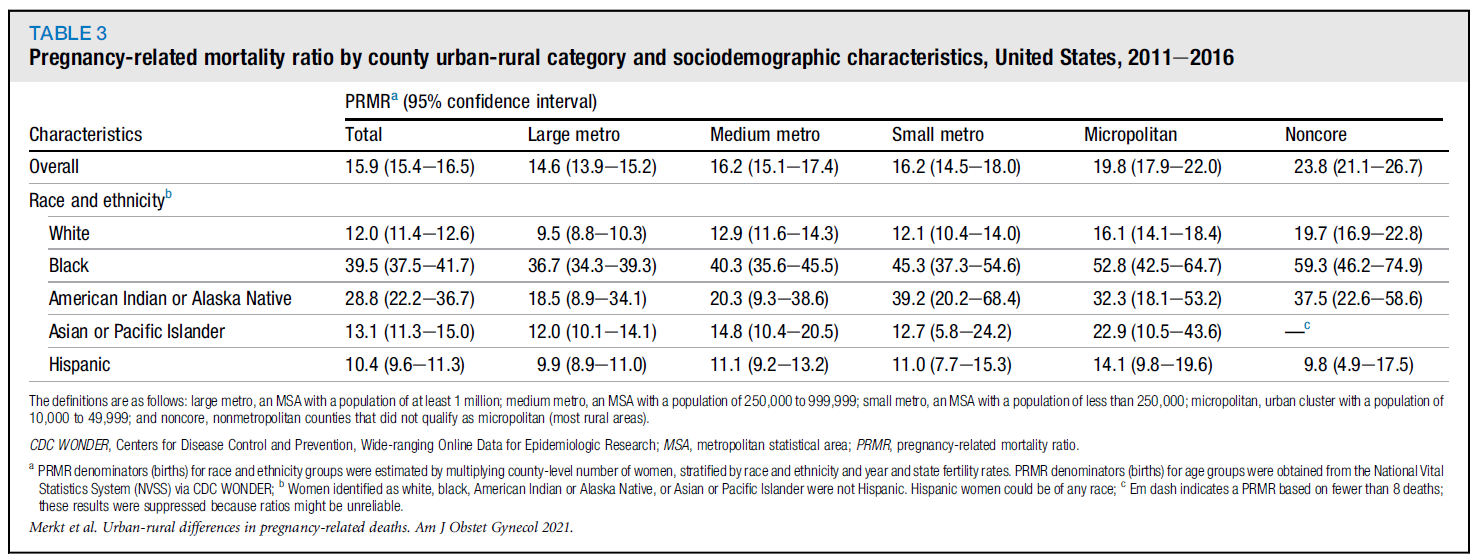 TABLE 3
Pregnancy-related mortality ratio by county urban-rural category and sociodemographic characteristics, United States, 2011—2016
PRMRa (95% confidence interval)
Characteristics Total Large metro Medium metro Small metro Micropolitan Noncore
Overall 15.9 (15.4—16.5) 14.6 (13.9—15.2) 16.2 (15.1—17.4) 16.2 (14.5—18.0) 19.8 (17.9—22.0) 23.8 (21.1—26.7)
Race and ethnicityb
White 12.0 (11.4—12.6) 9.5 (8.8—10.3) 12.9 (11.6—14.3) 12.1 (10.4—14.0) 16.1 (14.1—18.4) 19.7 (16.9—22.8)
Black 39.5 (37.5—41.7) 36.7 (34.3—39.3) 40.3 (35.6—45.5) 45.3 (37.3—54.6) 52.8 (42.5—64.7) 59.3 (46.2—74.9)
American Indian or Alaska Native 28.8 (22.2—36.7) 18.5 (8.9—34.1) 20.3 (9.3—38.6) 39.2 (20.2—68.4) 32.3 (18.1—53.2) 37.5 (22.6—58.6)
Asian or Pacific Islander 13.1 (11.3—15.0) 12.0 (10.1—14.1) 14.8 (10.4—20.5) 12.7 (5.8—24.2) 22.9 (10.5—43.6) —c
Hispanic 10.4 (9.6—11.3) 9.9 (8.9—11.0) 11.1 (9.2—13.2) 11.0 (7.7—15.3) 14.1 (9.8—19.6) 9.8 (4.9—17.5)
The definitions are as follows: large metro, an MSA with a population of at least 1 million; medium metro, an MSA with a population of 250,000 to 999,999; small metro, an MSA with a population of less than 250,000; micropolitan, urban cluster with a population of
10,000 to 49,999; and noncore, nonmetropolitan counties that did not qualify as micropolitan (most rural areas).
CDC WONDER, Centers for Disease Control and Prevention, Wide-ranging Online Data for Epidemiologic Research; MSA, metropolitan statistical area; PRMR, pregnancy-related mortality ratio.
a PRMR denominators (births) for race and ethnicity groups were estimated by multiplying county-level number of women, stratified by race and ethnicity and year and state fertility rates. PRMR denominators (births) for age groups were obtained from the National Vital
Statistics System (NVSS) via CDC WONDER; b Women identified as white, black, American Indian or Alaska Native, or Asian or Pacific Islander were not Hispanic. Hispanic women could be of any race; c Em dash indicates a PRMR based on fewer than 8 deaths;
these results were suppressed because ratios might be unreliable.
Merkt et al. Urban-rural differences in pregnancy-related deaths. Am J Obstet Gynecol 2021.